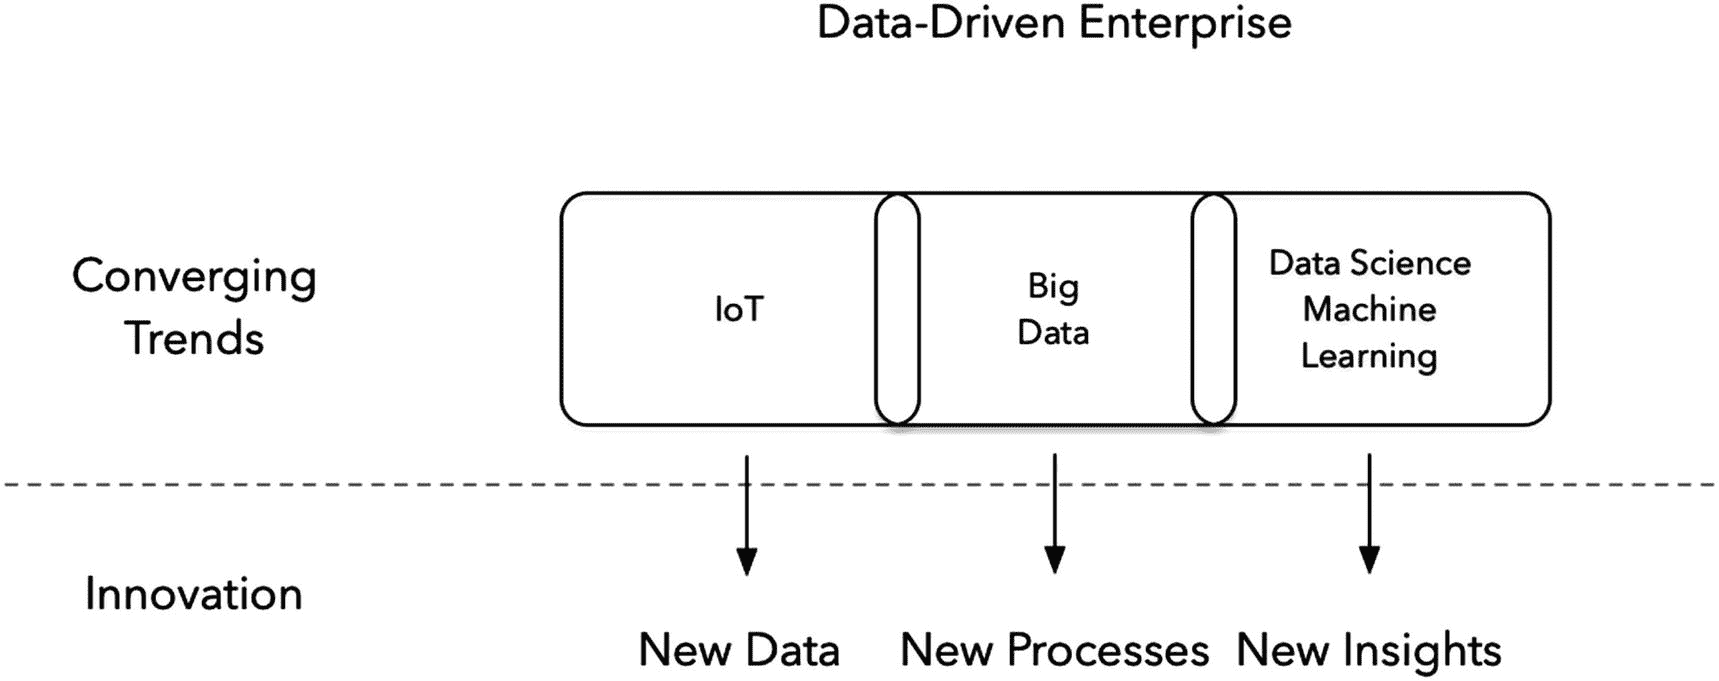 Data-Driven Enterprise
Converging
Trends
IoT
Big
Data
Data Science
Machine
Learning
Innovation
New Data
New Processes
New Insights